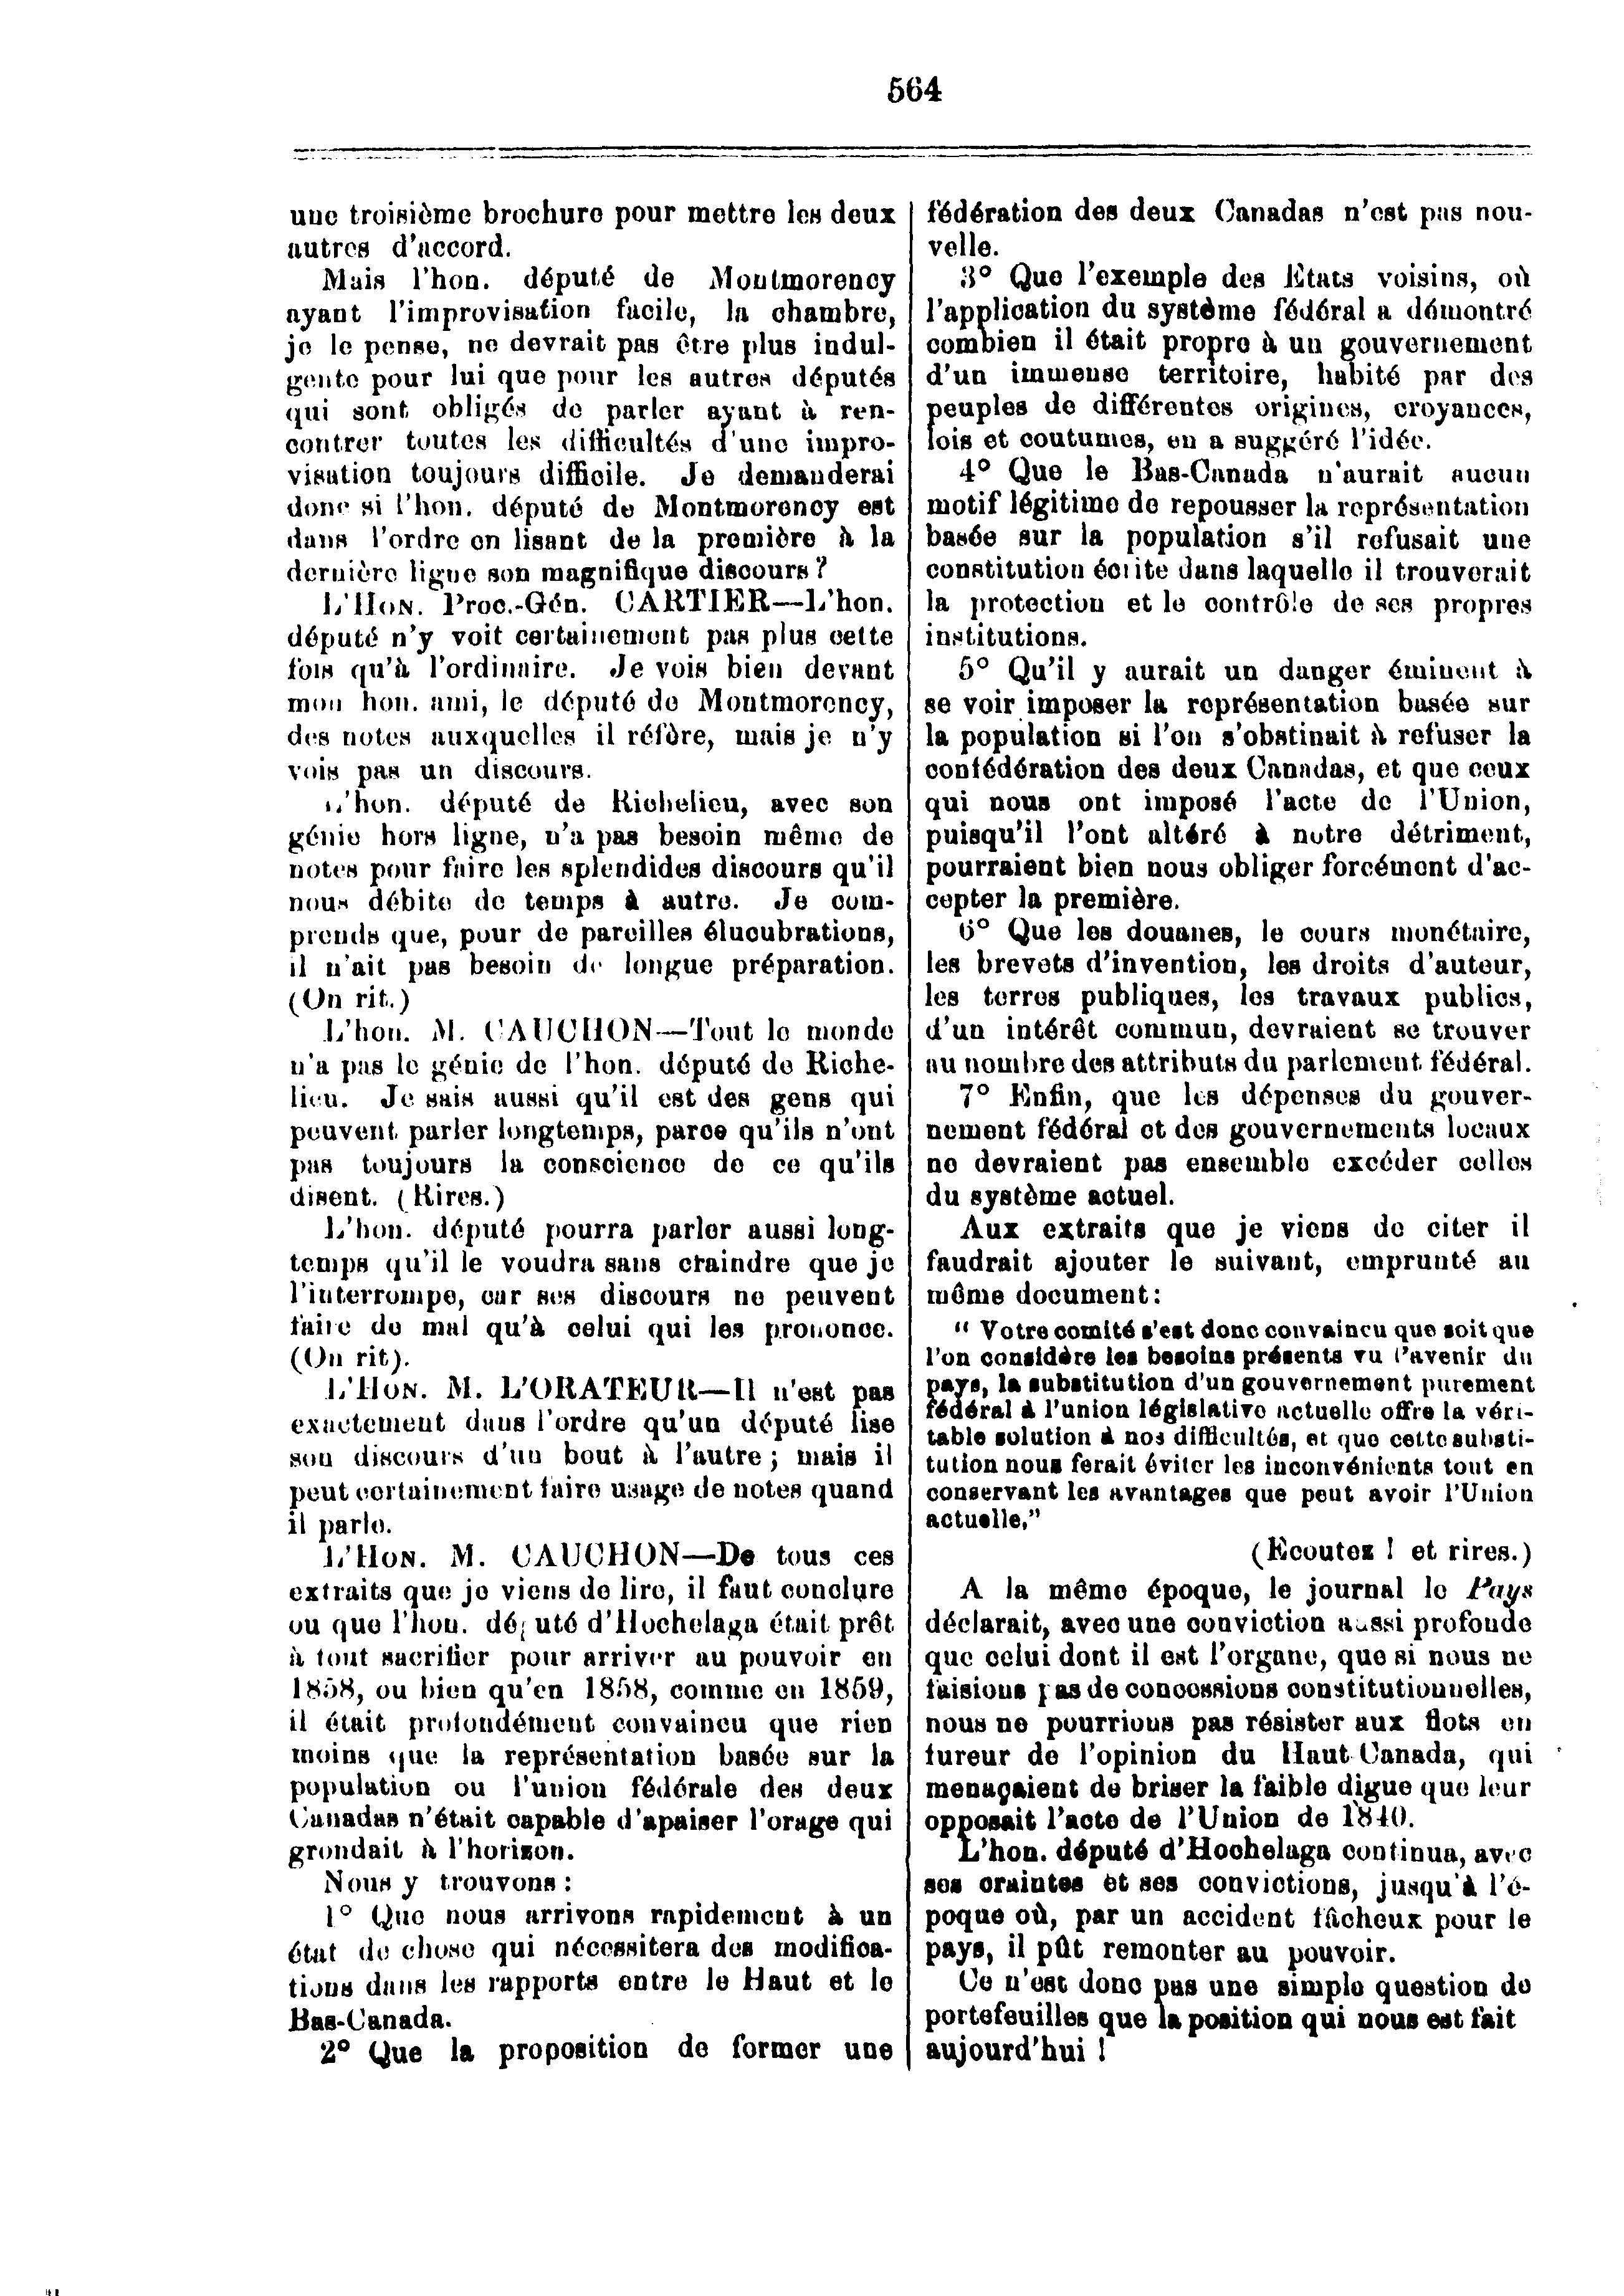 564
une troisième brochure pour mettre les deux
autres d'accord.
Mais l'hon. député de Montmorency
ayant l'improvisation facile, la chambre,
je le pense, ne devrait pas être plus indul-
gente pour lui que pour les autres députés
qui sont obligés de parler ayant à ren-
contrer toutes les difficultés d'une impro-
visation toujours difficile. Je demanderai
donc si l'hon. député de Montmorency est
dans l'ordre en lisant de la première à la
dernière ligne son magnifique discours ?
L'HON. Proc.-Gén. CARTIER—L'hon.
député n'y voit certainement pas plus cette
fois qu'à l'ordinaire. Je vois bien devant
mon hon. ami, le député de Montmorency,
des notes auxquelles il réfère, mais je n'y
vois pas un discours.
L'hon. député de Richelieu, avec son
génie hors ligne, n'a pas besoin même de
notes pour faire les splendides discours qu'il
nous débite de temps à autre. Je com-
prends que, pour de pareilles élucubrations,
il n'ait pas besoin de longue préparation.
(On rit.)
L'hon. M. CAUCHON—Tout le monde
n'a pas le génie de l'hon. député de Riche-
lieu. Je sais aussi qu'il est des gens qui
peuvent parler longtemps, parce qu'ils n'ont
pas toujours la conscience de ce qu'ils
disent. (Rires.)
L'hon. député pourra parler aussi long-
temps qu'il le voudra sans craindre que je
l'interrompe, car ses discours ne peuvent
faire de mal qu'à celui qui les prononce.
(On rit).
L'HON. M. L'ORATEUR—Il n'est pas
exactement dans l'ordre qu'un député lise
son discours d'un bout à l'autre ; mais il
peut certainement faire usage de notes quand
il parle.
L'HON. M. CAUCHON—De tous ces
extraits que je viens de lire, il faut conclure
ou que l'hon. député d'Hochelaga était prêt
à tout sacrifier pour arriver au pouvoir en
1858, ou bien qu'en 1858, comme en 1859,
il était profondément convaincu que rien
moins que la représentation basée sur la
population ou l'union fédérale des deux
Canadas n'était capable d'apaiser l'orage qui
grondait à l'horizon.
Nous y trouvons :
1° Que nous arrivons rapidement à un
état de chose qui nécessitera des modifica-
tions dans les rapports entre le Haut et le
Bas-Canada.
2° Que la proposition de former une
fédération des deux Canadas n'est pas nou-
velle.
3° Que l'exemple des Etats voisins, où
l'application du système fédéral a démontré
combien il était propre à un gouvernement
d'un immense territoire, habité par des
peuples de différentes origines, croyances,
lois et coutumes, en a suggéré l'idée.
4° Que le Bas-Canada n'aurait aucun
motif légitime de repousser la représentation
basée sur la population s'il refusait une
constitution écrite dans laquelle il trouverait
la protection et le contrôle de ses propres
institutions.
5° Qu'il y aurait un danger éminent à
se voir imposer la représentation basée sur
la population si l'on s'obstinait à refuser la
confédération des deux Canadas, et que ceux
qui nous ont imposé l'acte de l'Union,
puisqu'il l'ont altéré à notre détriment,
pourraient bien nous obliger forcément d'ac-
cepter la première.
6° Que les douanes, le cours monétaire,
les brevets d'invention, les droits d'auteur,
les terres publiques, les travaux publics,
d'un intérêt commun, devraient se trouver
au nombre des attributs du parlement fédéral.
7° Enfin, que les dépenses du gouver-
nement fédéral et des gouvernements locaux
ne devraient pas ensemble excéder celles
du système actuel.
Aux extraits que je viens de citer il
faudrait ajouter le suivant, emprunté au
même document :
" Votre comité s'est donc convaincu que soit que
l'on considère les besoins présents vu l'avenir du
pays, la substitution d'un gouvernement purement
fédéral à l'union législative actuelle offre la véri-
table solution à nos difficultés, et que cette substi-
tution nous ferait éviter les inconvénients tout en
conservant les avantages que peut avoir l'Union
actuelle."
(Ecoutez ! et rires.)
A la même époque, le journal le Pays
déclarait, avec une conviction aussi profonde
que celui dont il est l'organe, que si nous ne
faisions pas de concessions constitutionnelles,
nous ne pourrions pas résister aux flots en
fureur de l'opinion du Haut-Canada, qui
menaçaient de briser la faible digue que leur
opposait l'acte de l'Union de 1840.
L'hon. député d'Hochelaga continua, avec
ses craintes et ses convictions, jusqu'à l'é-
poque où, par un accident fâcheux pour le
pays, il pût remonter au pouvoir.
Ce n'est donc pas une simple question de
portefeuilles que la position qui nous est fait
aujourd'hui !